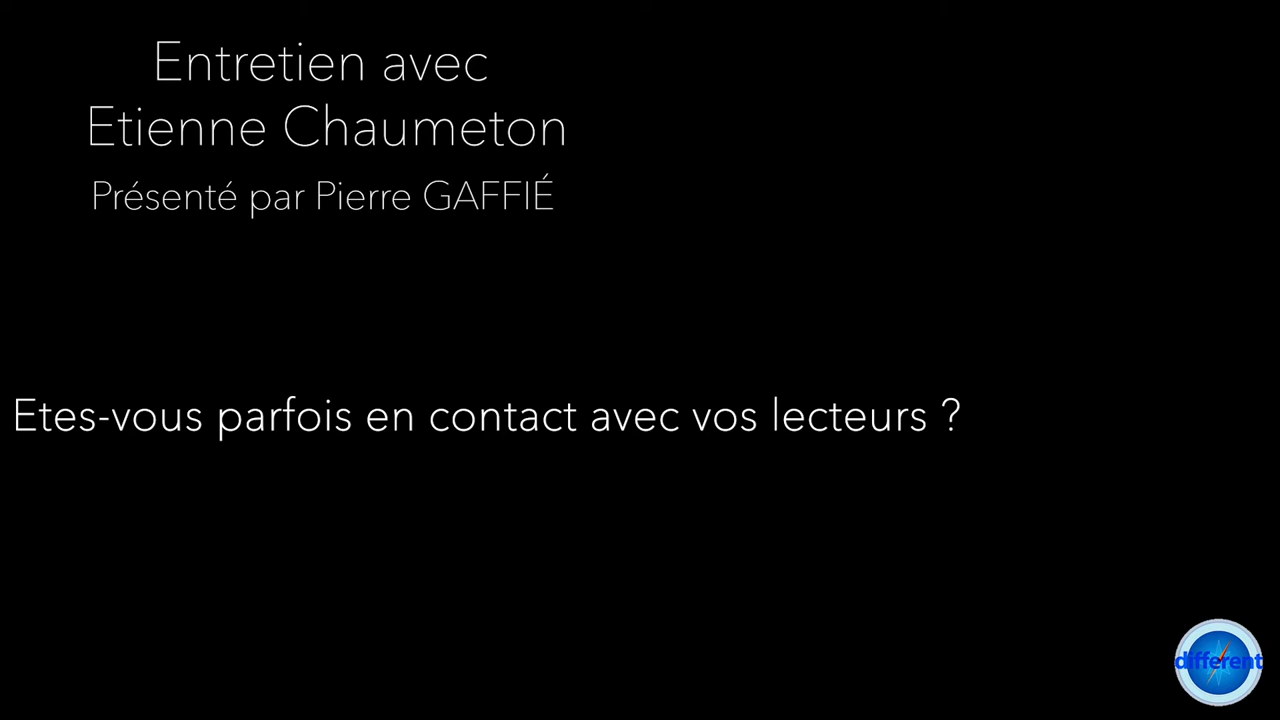 Entretien avec
Etienne Chaumeton
Présenté par Pierre GAFFIÉ
Etes-vous parfois en contact avec vos lecteurs ?
different